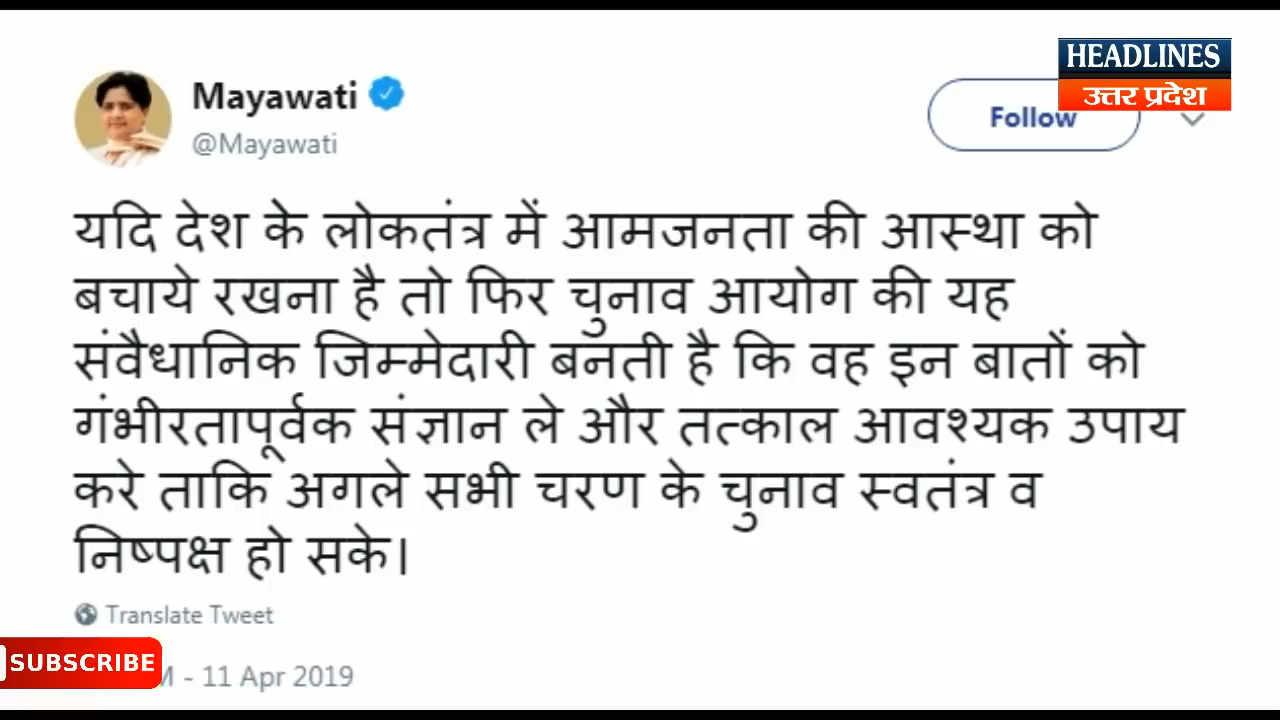 HEADLINES
उत्तर प्रदेश
Mayawati
@Mayawati
Follow
यदि देश के लोकतंत्र में आमजनता की आस्था को
बचाये रखना है तो फिर चुनाव आयोग की यह
संवैधानिक जिम्मेदारी बनती है कि वह इन बातों को
गंभीरतापूर्वक संज्ञान ले और तत्काल आवश्यक उपाय
करे ताकि अगले सभी चरण के चुनाव स्वतंत्र व
निष्पक्ष हो सके।
Translate Tweet
SUBSCRIBE
M - 11 Apr 2019